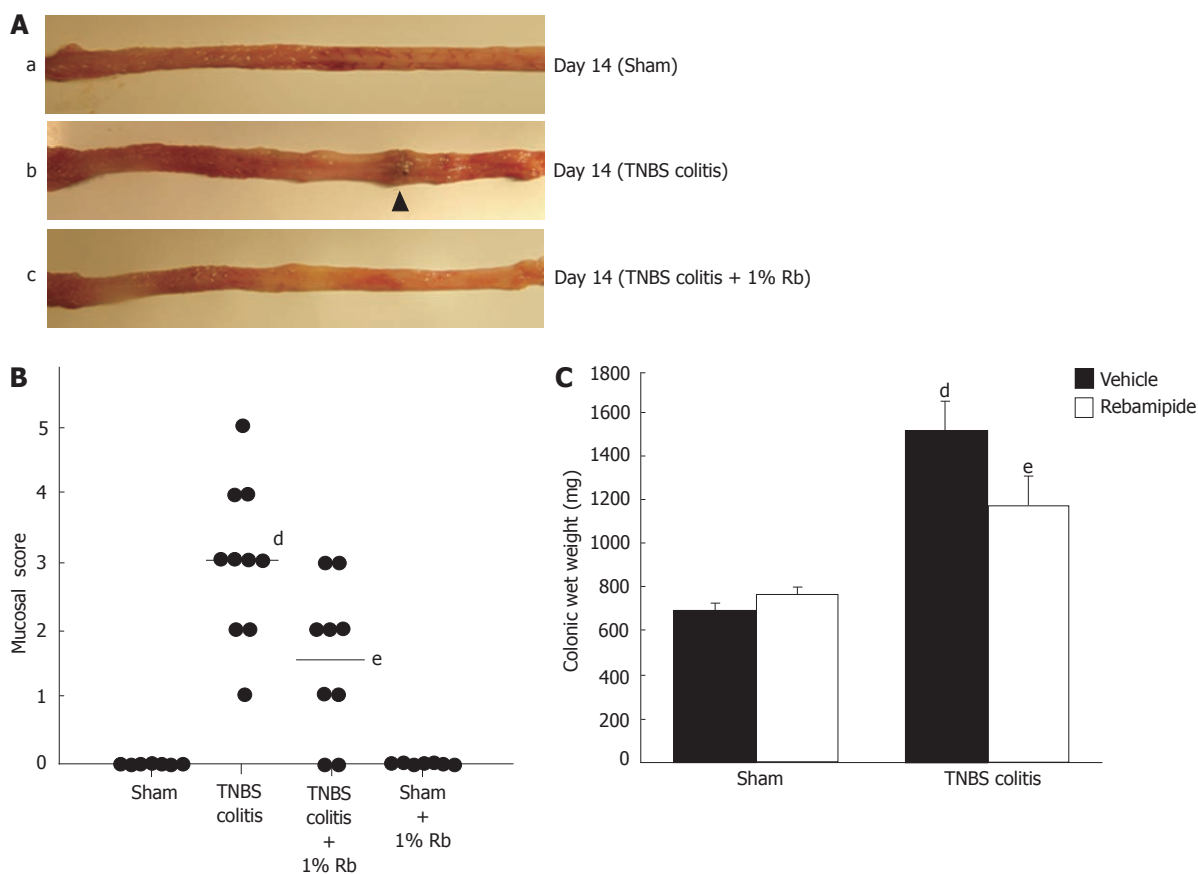 A
a
Day 14 (Sham)
b
Day 14 (TNBS colitis)
c
Day 14 (TNBS colitis + 1% Rb)
B
Mucosal score
5
4
3
2
1
0
d
e
Sham
TNBS
colitis
TNBS
colitis
+
1% Rb
Sham
+
1% Rb
C
Colonic wet weight (mg)
1800
1600
1400
1200
1000
800
600
400
200
0
d
e
Vehicle
Rebamipide
Sham
TNBS colitis